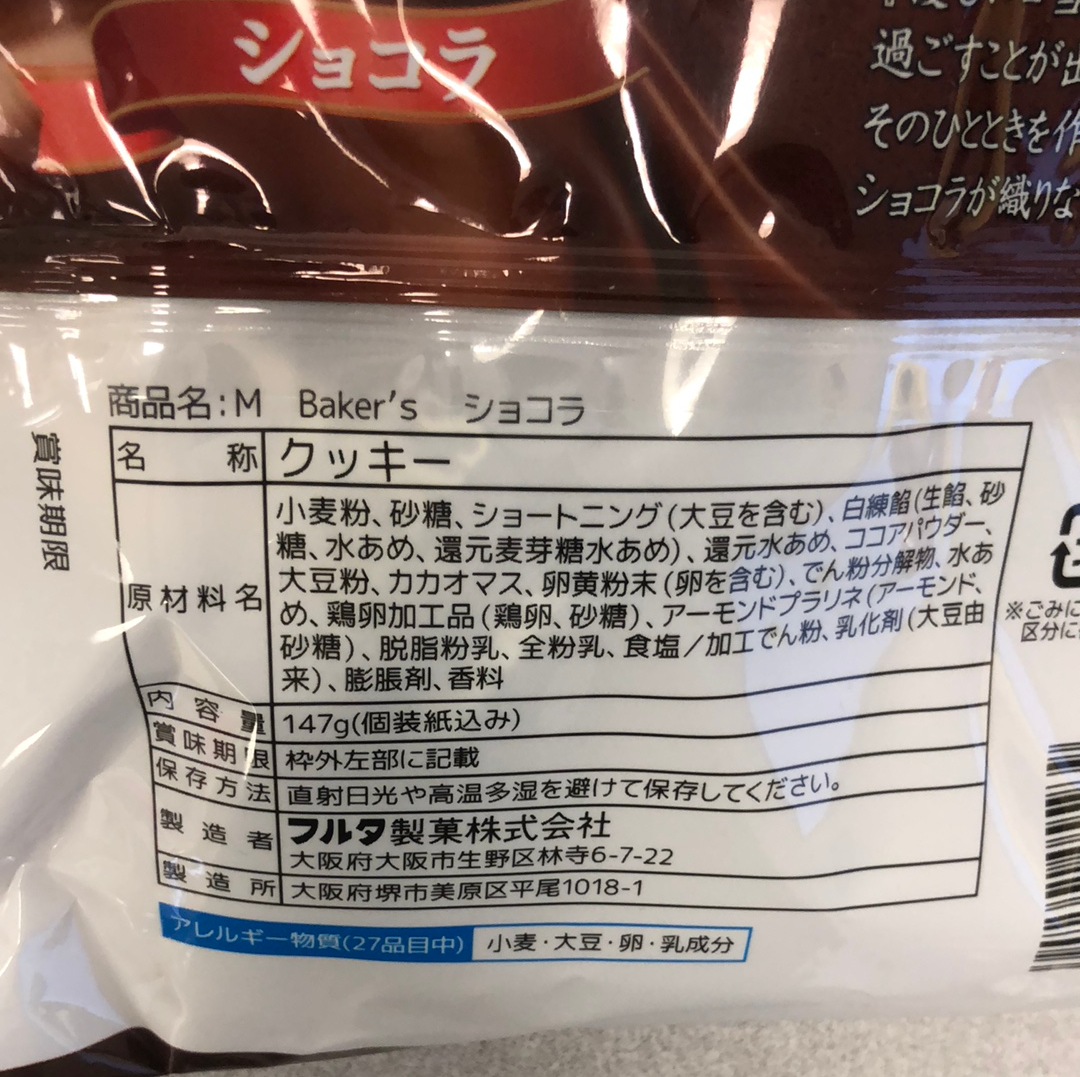 ショコラ
過ごすことが出
そのひとときを作
ショコラが織りな
商品名:M Baker's ショコラ
賞味期限
名称 クッキー
原材料名 小麦粉、砂糖、ショートニング(大豆を含む)、白練餡(生餡、砂
糖、水あめ、還元麦芽糖水あめ)、還元水あめ、ココアパウダー、
大豆粉、カカオマス、卵黄粉末(卵を含む)、でん粉分解物、水あ
め、鶏卵加工品(鶏卵、砂糖)、アーモンドプラリネ(アーモンド、
砂糖)、脱脂粉乳、全粉乳、食塩/加工でん粉、乳化剤(大豆由
来)、膨脹剤、香料
内容量 147g(個装紙込み)
賞味期限 枠外左部に記載
保存方法 直射日光や高温多湿を避けて保存してください。
製造者 フルタ製菓株式会社
大阪府大阪市生野区林寺6-7-22
製造所 大阪府堺市美原区平尾1018-1
アレルギー物質(27品目中) 小麦・大豆・卵・乳成分
※ごみに
区分に